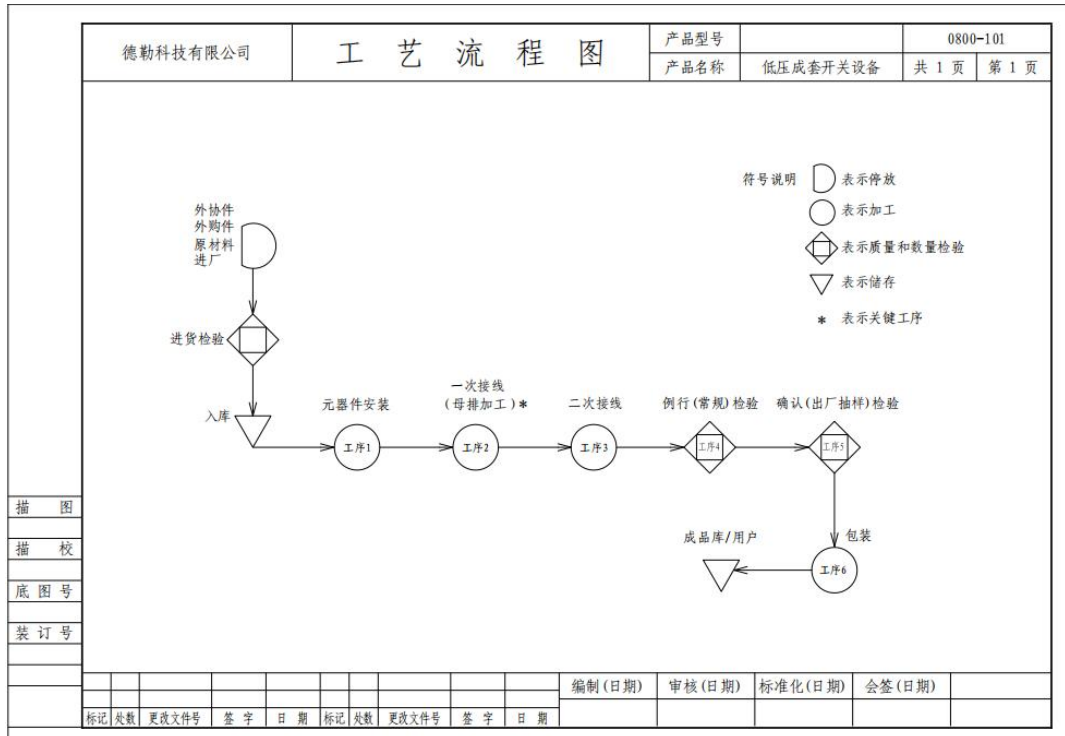 德勒科技有限公司
工 艺 流 程 图
产品型号
0800-101
产品名称
低压成套开关设备
共 1 页
第 1 页
符号说明
表示停放
表示加工
表示质量和数量检验
表示储存
* 表示关键工序
外协件
外购件
原材料
进厂
进货检验
入库
元器件安装
工序1
一次接线
(母排加工)*
工序2
二次接线
工序3
例行(常规)检验
工序4
确认(出厂抽样)检验
工序5
包装
工序6
成品库/用户
描 图
描 校
底 图 号
装 订 号
编制(日期)
审核(日期)
标准化(日期)
会签(日期)
标记 处数 更改文件号 签 字 日 期 标记 处数 更改文件号 签 字 日 期